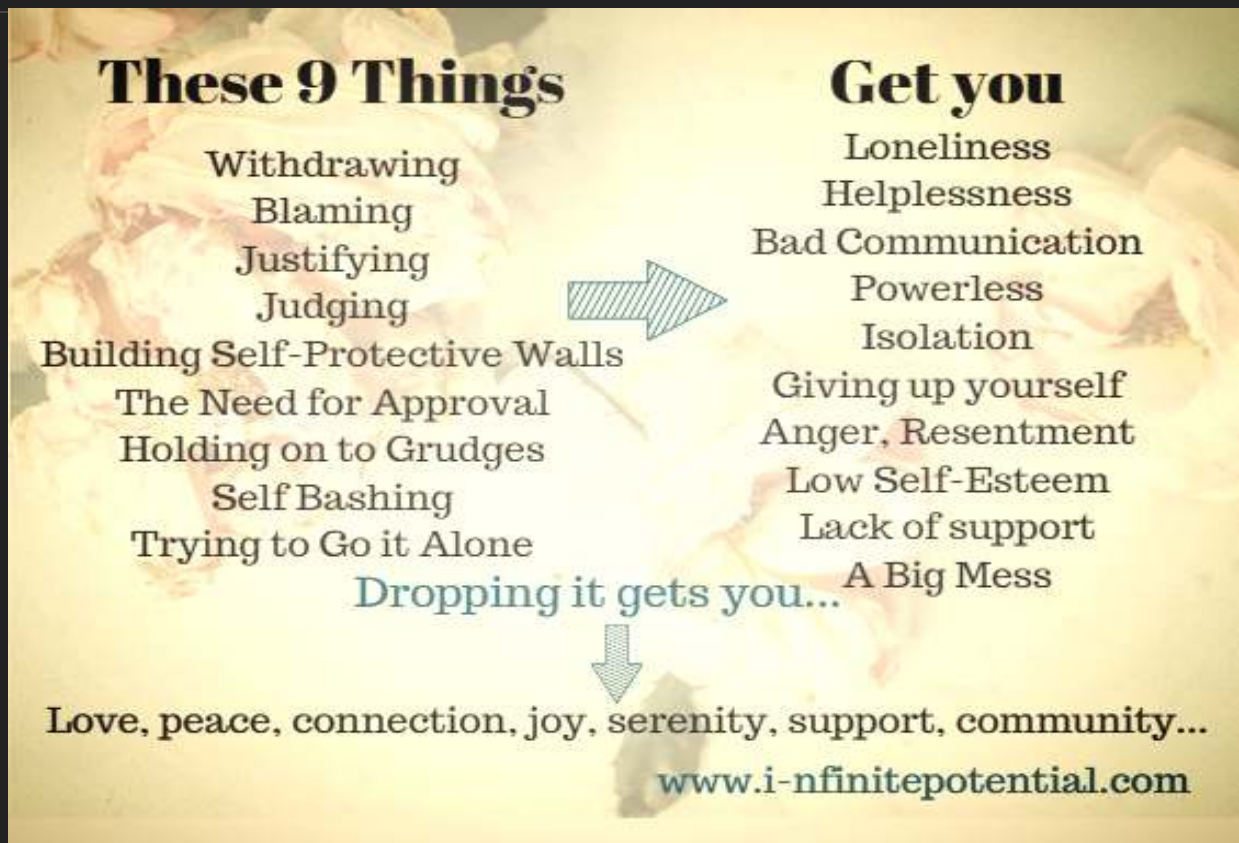 These 9 Things
Withdrawing
Blaming
Justifying
Judging
Building Self-Protective Walls
The Need for Approval
Holding on to Grudges
Self Bashing
Trying to Go it Alone
Get you
Loneliness
Helplessness
Bad Communication
Powerless
Isolation
Giving up yourself
Anger, Resentment
Low Self-Esteem
Lack of support
A Big Mess
Dropping it gets you...
Love, peace, connection, joy, serenity, support, community...
www.i-nfinitepotential.com